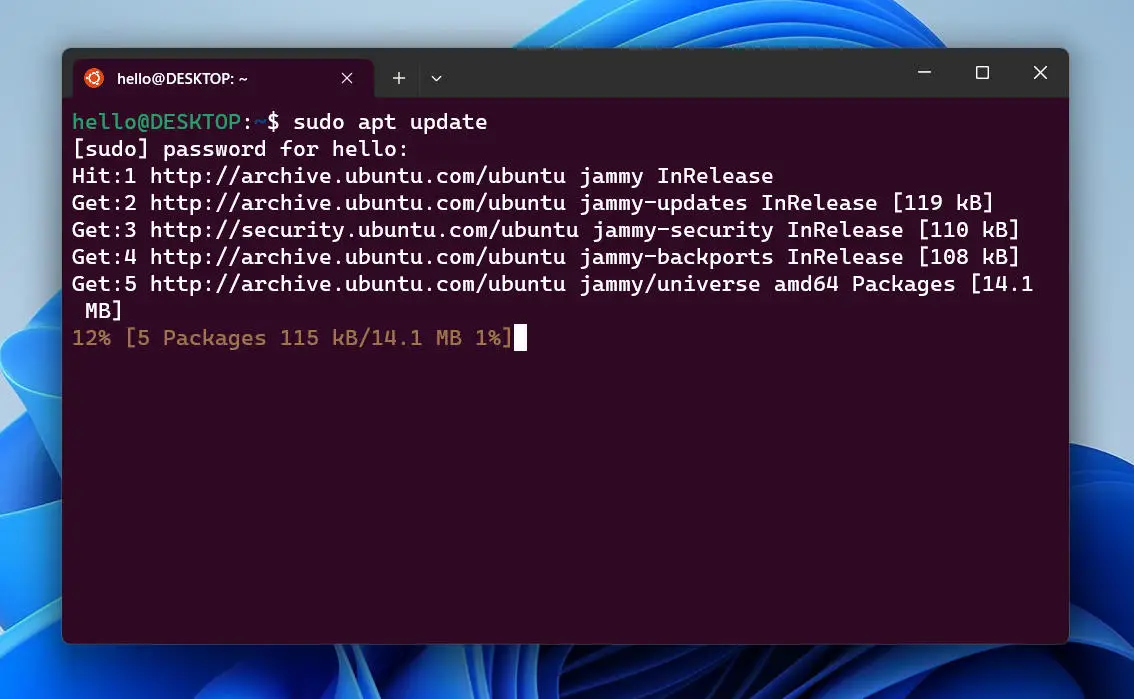 hello@DESKTOP: ~
hello@DESKTOP:~$ sudo apt update
[sudo] password for hello:
Hit:1 http://archive.ubuntu.com/ubuntu jammy InRelease
Get:2 http://archive.ubuntu.com/ubuntu jammy-updates InRelease [119 kB]
Get:3 http://security.ubuntu.com/ubuntu jammy-security InRelease [110 kB]
Get:4 http://archive.ubuntu.com/ubuntu jammy-backports InRelease [108 kB]
Get:5 http://archive.ubuntu.com/ubuntu jammy/universe amd64 Packages [14.1
 MB]
12% [5 Packages 115 kB/14.1 MB 1%]